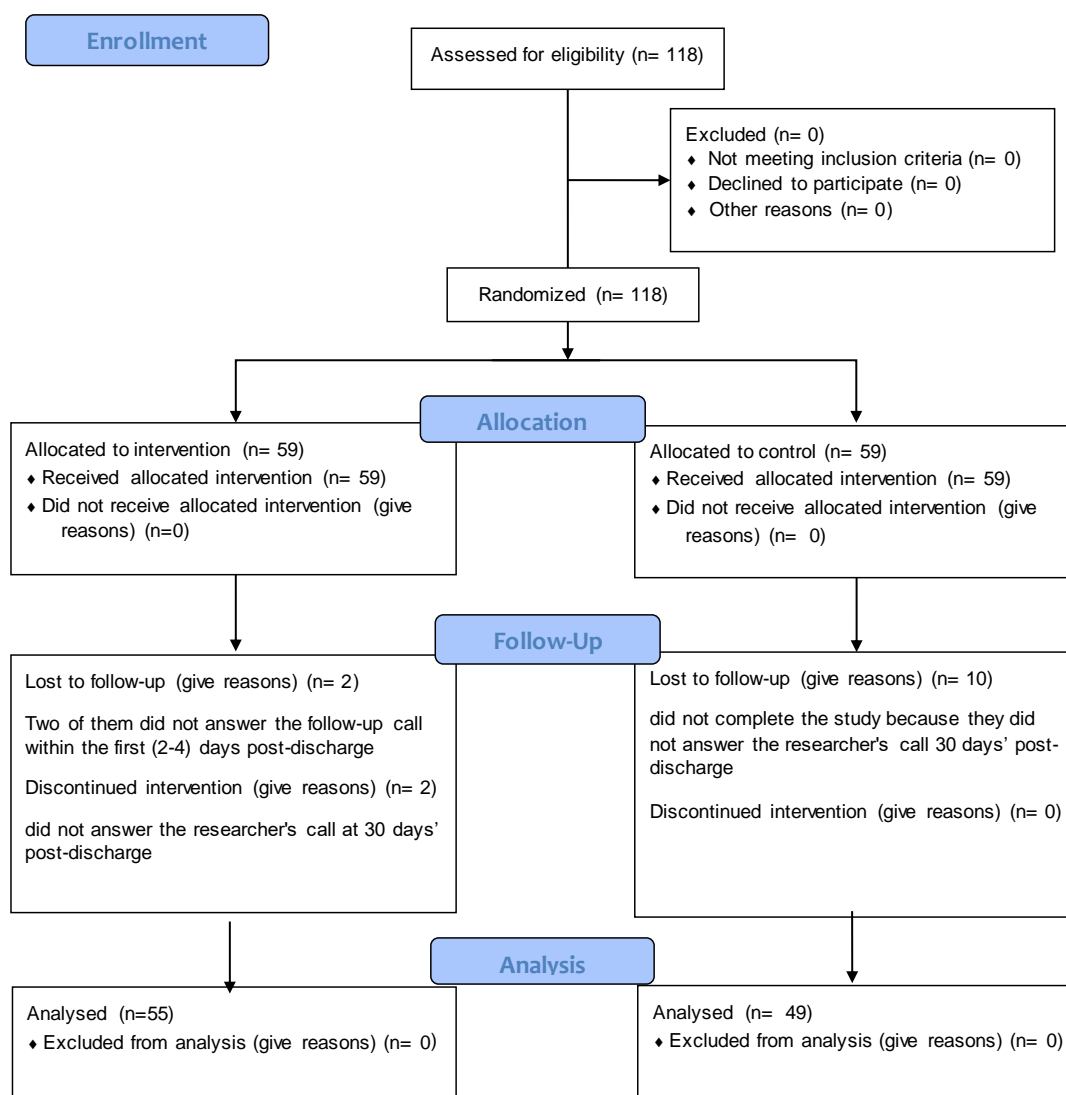 Enrollment
Assessed for eligibility (n= 118)
Excluded (n= 0)
♦ Not meeting inclusion criteria (n= 0)
♦ Declined to participate (n= 0)
♦ Other reasons (n= 0)
Randomized (n= 118)
Allocation
Allocated to intervention (n= 59)
♦ Received allocated intervention (n= 59)
♦ Did not receive allocated intervention (give
reasons) (n=0)
Allocated to control (n= 59)
♦ Received allocated intervention (n= 59)
♦ Did not receive allocated intervention (give
reasons) (n= 0)
Follow-Up
Lost to follow-up (give reasons) (n= 2)
Two of them did not answer the follow-up call
within the first (2-4) days post-discharge
Discontinued intervention (give reasons) (n= 2)
did not answer the researcher's call at 30 days’
post-discharge
Lost to follow-up (give reasons) (n= 10)
did not complete the study because they did
not answer the researcher's call 30 days’ post-
discharge
Discontinued intervention (give reasons) (n= 0)
Analysis
Analysed (n=55)
♦ Excluded from analysis (give reasons) (n= 0)
Analysed (n= 49)
♦ Excluded from analysis (give reasons) (n= 0)